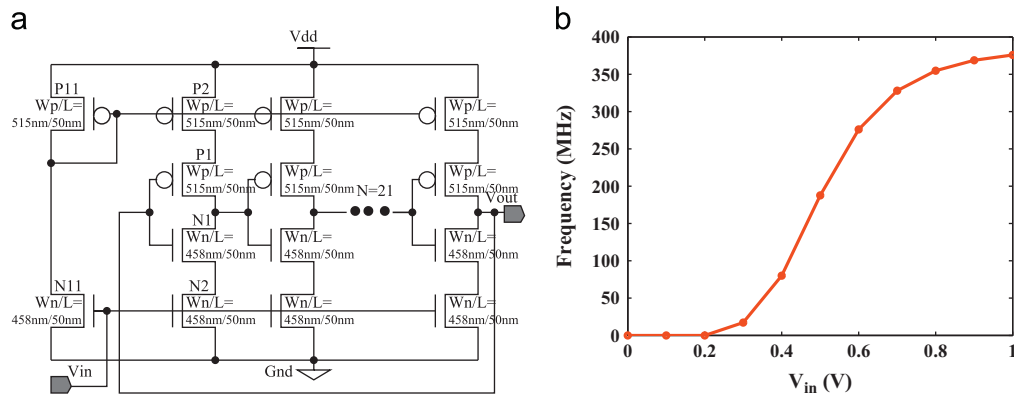 a
Vdd
P11
P2
Wp/L=
515nm/50nm
Wp/L=
515nm/50nm
Wp/L=
515nm/50nm
Wp/L=
515nm/50nm
P1
Wp/L=
515nm/50nm
Wp/L=
515nm/50nm
Wp/L=
515nm/50nm
N=21
Vout
N1
Wn/L=
458nm/50nm
Wn/L=
458nm/50nm
Wn/L=
458nm/50nm
N11
N2
Wn/L=
458nm/50nm
Wn/L=
458nm/50nm
Wn/L=
458nm/50nm
Wn/L=
458nm/50nm
Vin
Gnd
b
Frequency (MHz)
400
350
300
250
200
150
100
50
0
0 0.2 0.4 0.6 0.8 1
Vin (V)